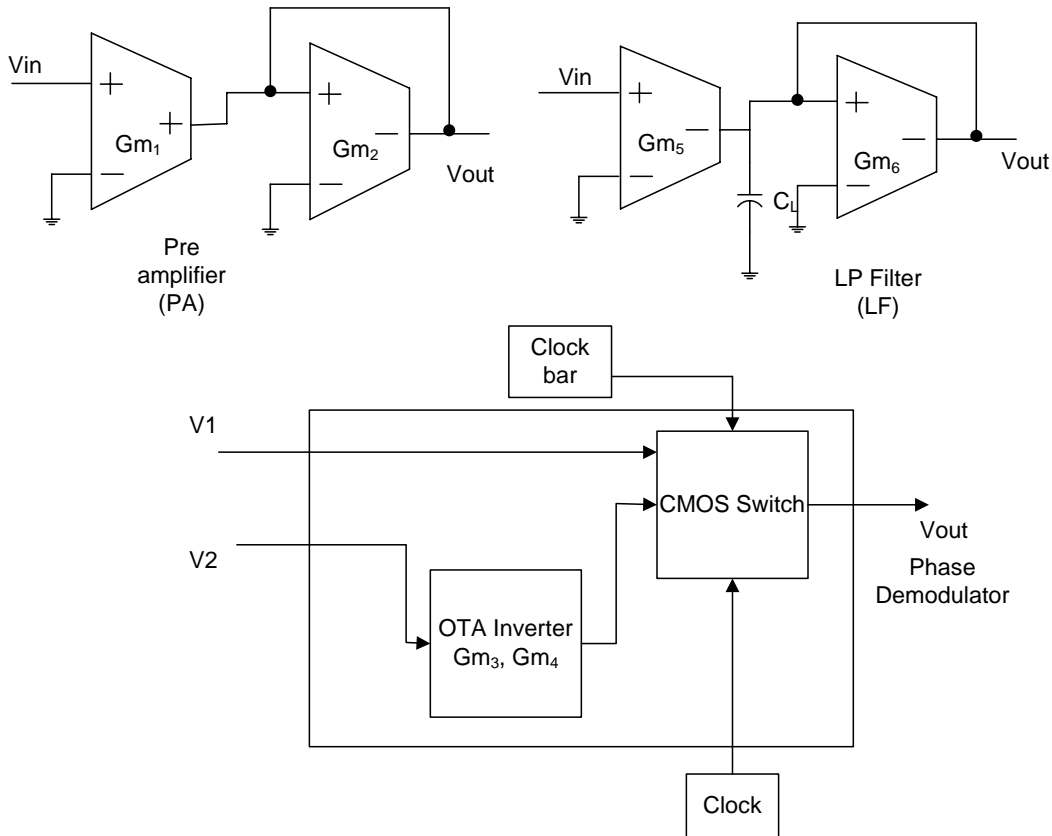 Vin
+
+
−
Gm₁
+
−
−
Gm₂
Vout
Pre
amplifier
(PA)
Vin
+
−
−
Gm₅
C_L
+
−
−
Gm₆
Vout
LP Filter
(LF)
Clock
bar
V1
CMOS Switch
V2
OTA Inverter
Gm₃, Gm₄
Vout
Phase
Demodulator
Clock